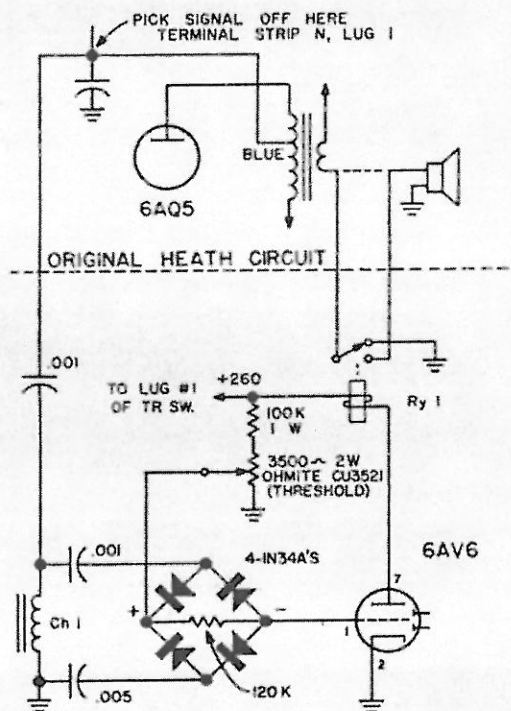 PICK SIGNAL OFF HERE
TERMINAL STRIP N, LUG 1
BLUE
6AQ5
ORIGINAL HEATH CIRCUIT
.001
TO LUG #1
OF TR SW.
+260
100K
1 W
Ry 1
3500~ 2W
OHMITE CU3521
(THRESHOLD)
.001
4-IN34A'S
6AV6
7
Ch 1
+
-
1
2
.005
120 K